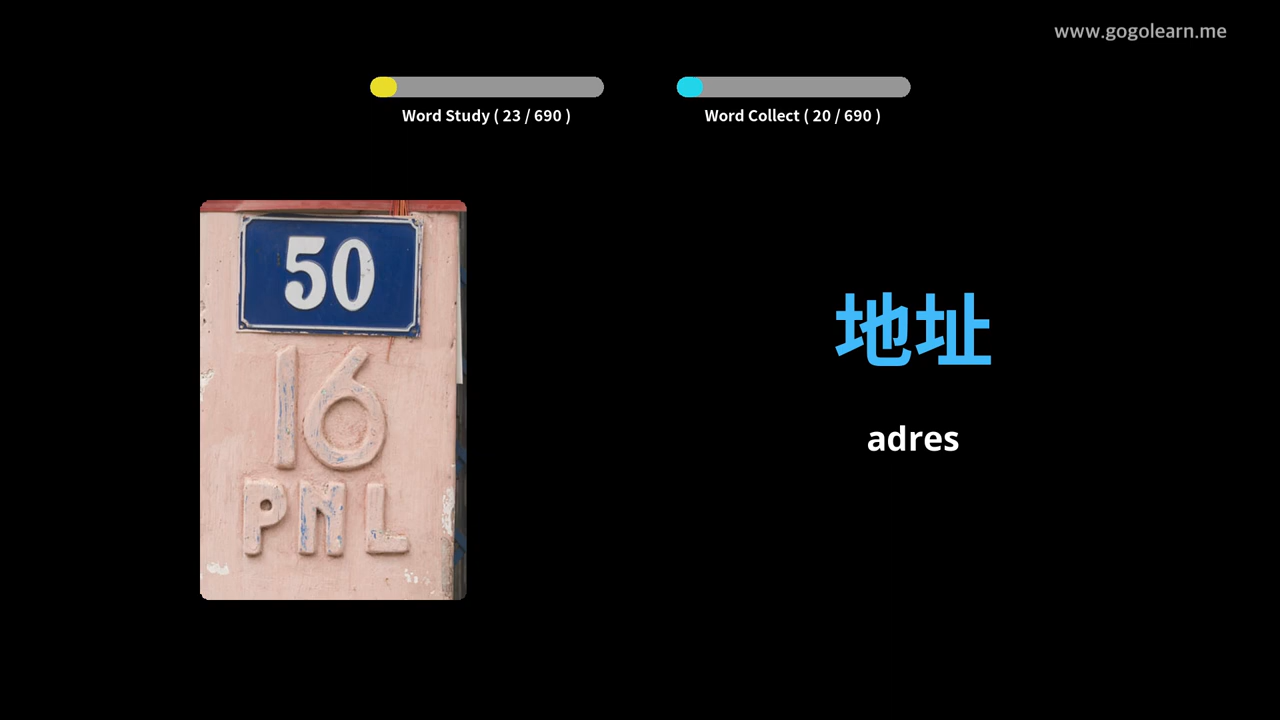 www.gogolearn.me
Word Study ( 23 / 690 )
Word Collect ( 20 / 690 )
50
16
PML
地址
adres